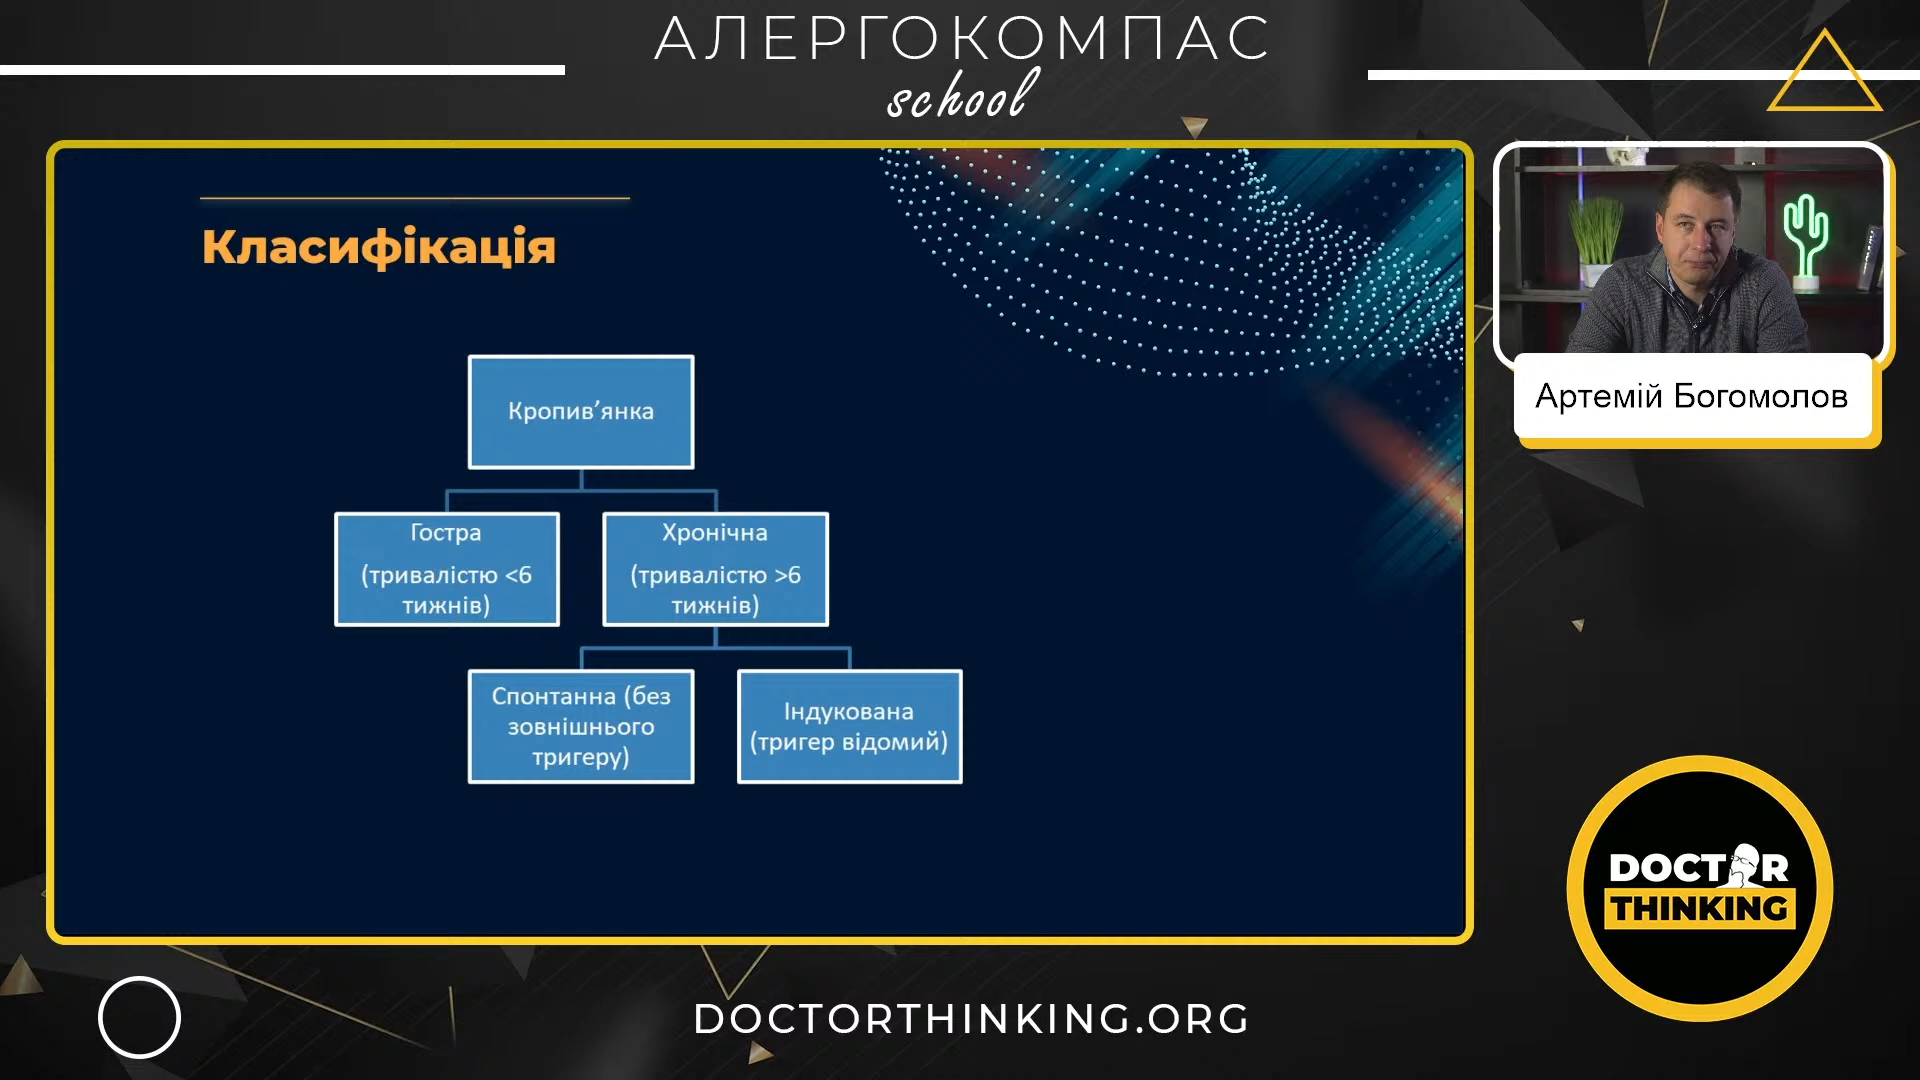 АЛЕРГОКОМПАС
school
Класифікація
Кропив’янка
Гостра
(тривалістю <6
тижнів)
Хронічна
(тривалістю >6
тижнів)
Спонтанна (без
зовнішнього
тригеру)
Індукована
(тригер відомий)
Артемій Богомолов
DOCTOR
THINKING
DOCTORTHINKING.ORG